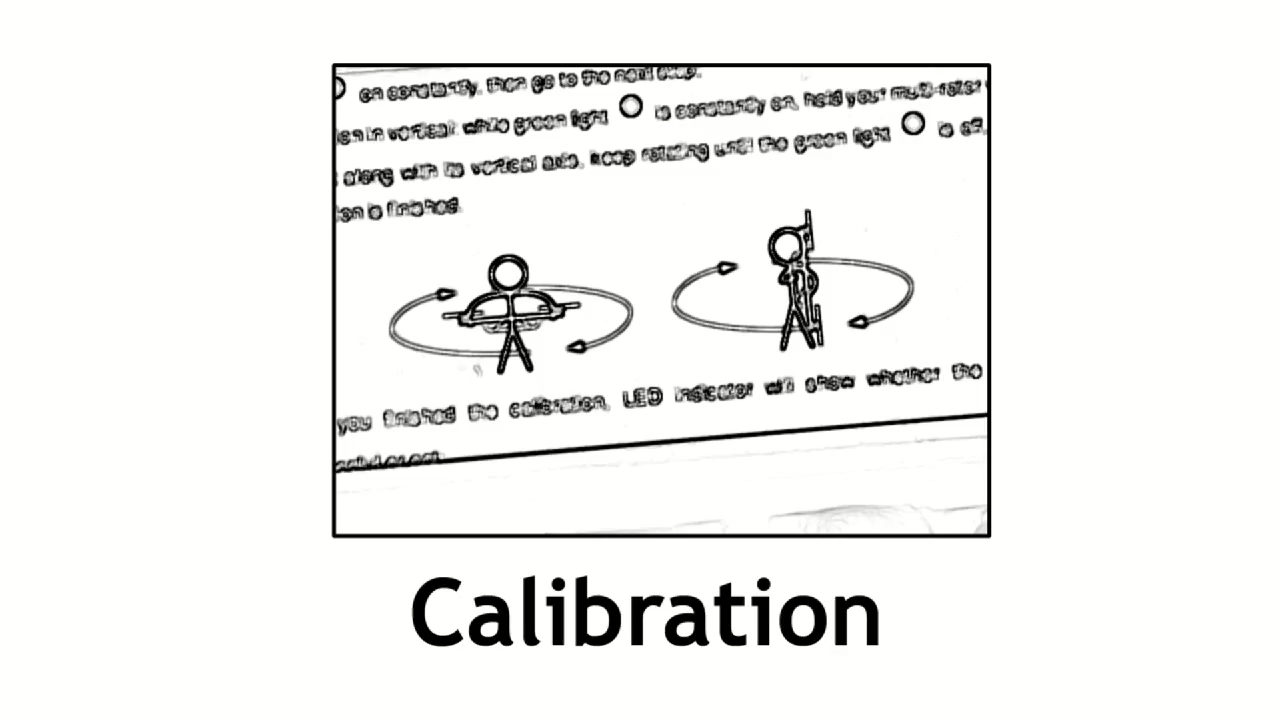 on constantly, then go to the next step.
in vertical: while green light is constantly on, hold your multi-rotor
along with its vertical axis, keep rotating until the green light is off,
is finished.
you finished the calibration, LED indicator will show whether the
Calibration